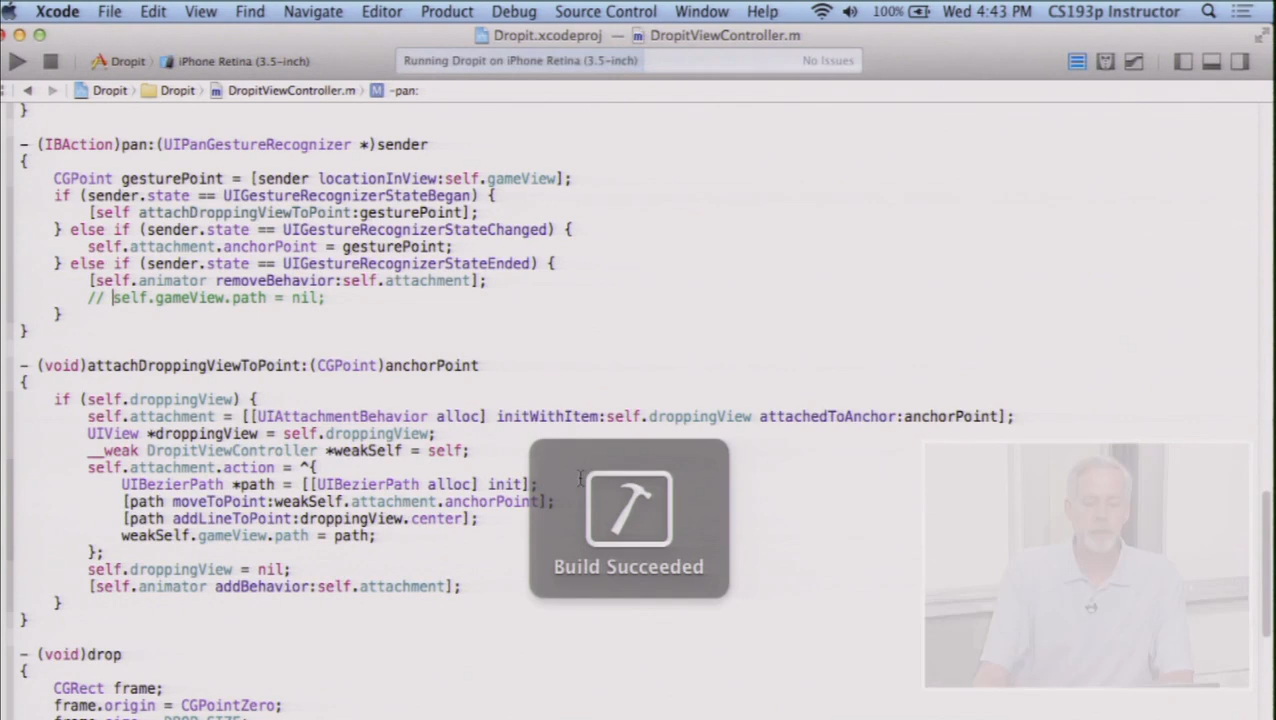 Xcode File Edit View Find Navigate Editor Product Debug Source Control Window Help 100% Wed 4:43 PM CS193p Instructor
Dropit.xcodeproj — DropitViewController.m
Dropit iPhone Retina (3.5-inch) Running Dropit on iPhone Retina (3.5-inch) No Issues
Dropit Dropit DropitViewController.m M -pan:
}
- (IBAction)pan:(UIPanGestureRecognizer *)sender
{
CGPoint gesturePoint = [sender locationInView:self.gameView];
if (sender.state == UIGestureRecognizerStateBegan) {
[self attachDroppingViewToPoint:gesturePoint];
} else if (sender.state == UIGestureRecognizerStateChanged) {
self.attachment.anchorPoint = gesturePoint;
} else if (sender.state == UIGestureRecognizerStateEnded) {
[self.animator removeBehavior:self.attachment];
// self.gameView.path = nil;
}
}
- (void)attachDroppingViewToPoint:(CGPoint)anchorPoint
{
if (self.droppingView) {
self.attachment = [[UIAttachmentBehavior alloc] initWithItem:self.droppingView attachedToAnchor:anchorPoint];
UIView *droppingView = self.droppingView;
__weak DropitViewController *weakSelf = self;
self.attachment.action = ^{
UIBezierPath *path = [[UIBezierPath alloc] init];
[path moveToPoint:weakSelf.attachment.anchorPoint];
[path addLineToPoint:droppingView.center];
weakSelf.gameView.path = path;
};
self.droppingView = nil;
[self.animator addBehavior:self.attachment];
}
}
Build Succeeded
- (void)drop
{
CGRect frame;
frame.origin = CGPointZero;
frame.size = DROP_SIZE;